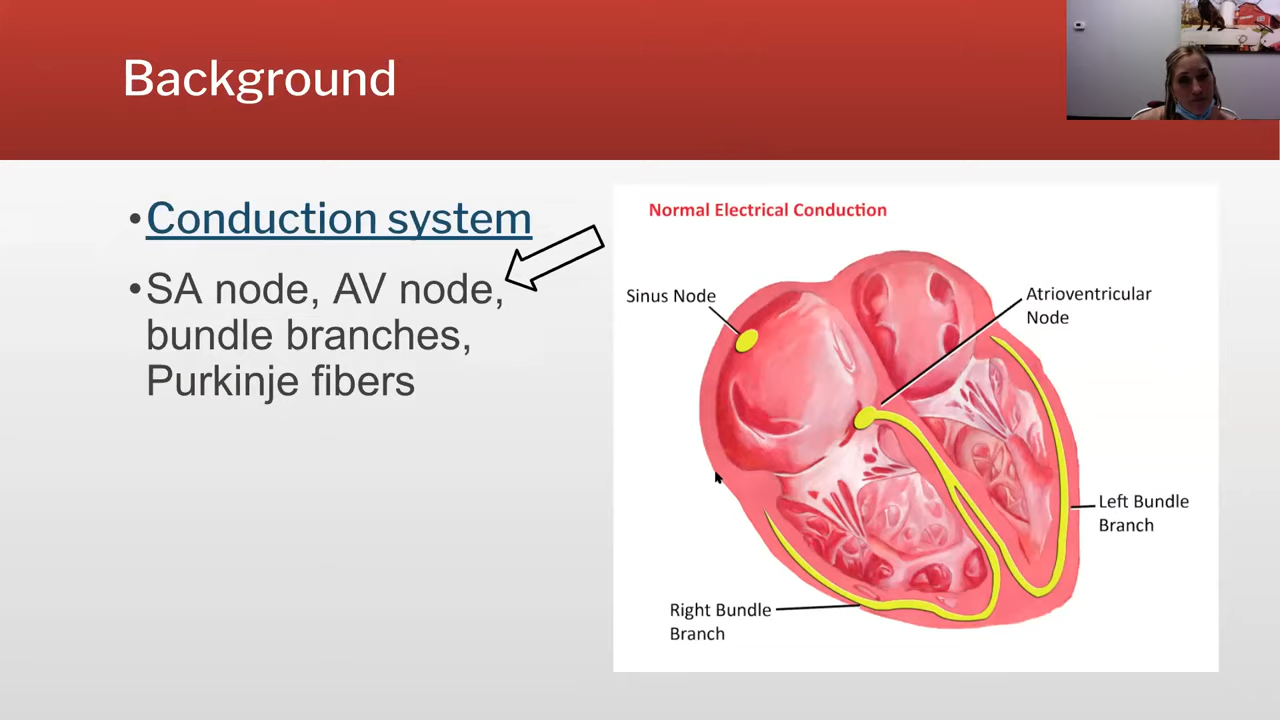 Background
•Conduction system
•SA node, AV node,
bundle branches,
Purkinje fibers
Normal Electrical Conduction
Sinus Node
Atrioventricular
Node
Left Bundle
Branch
Right Bundle
Branch